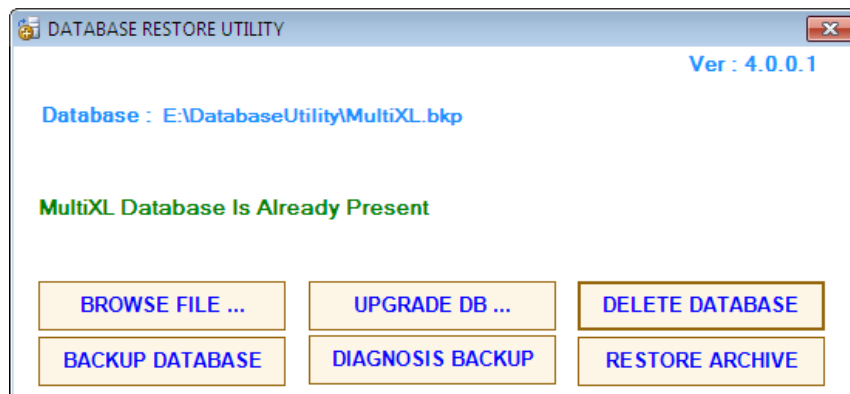 DATABASE RESTORE UTILITY
Ver : 4.0.0.1
Database : E:\DatabaseUtility\MultiXL.bkp
MultiXL Database Is Already Present
BROWSE FILE ... UPGRADE DB ... DELETE DATABASE
BACKUP DATABASE DIAGNOSIS BACKUP RESTORE ARCHIVE